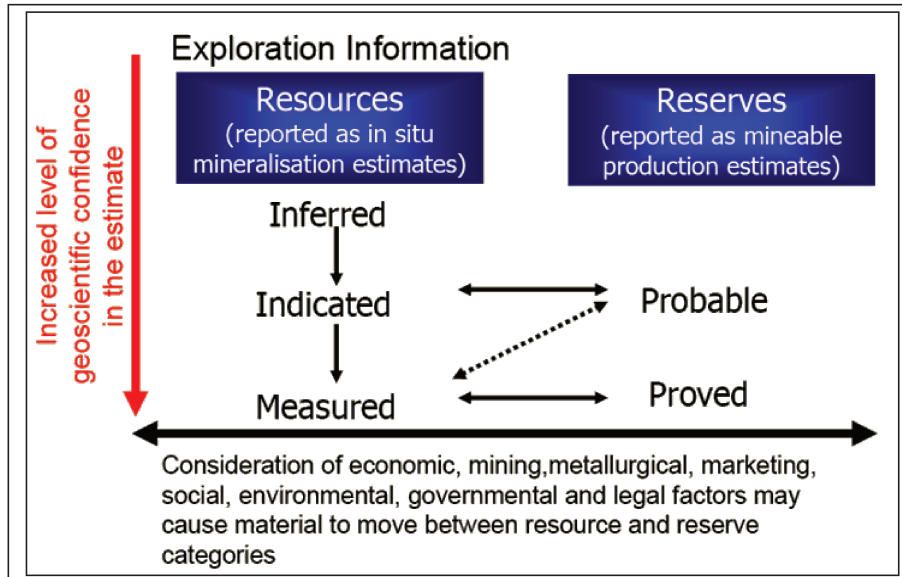 Exploration Information
Resources
(reported as in situ
mineralisation estimates)
Reserves
(reported as mineable
production estimates)
Increased level of
geoscientific confidence
in the estimate
Inferred
Indicated
Probable
Measured
Proved
Consideration of economic, mining,metallurgical, marketing,
social, environmental, governmental and legal factors may
cause material to move between resource and reserve
categories